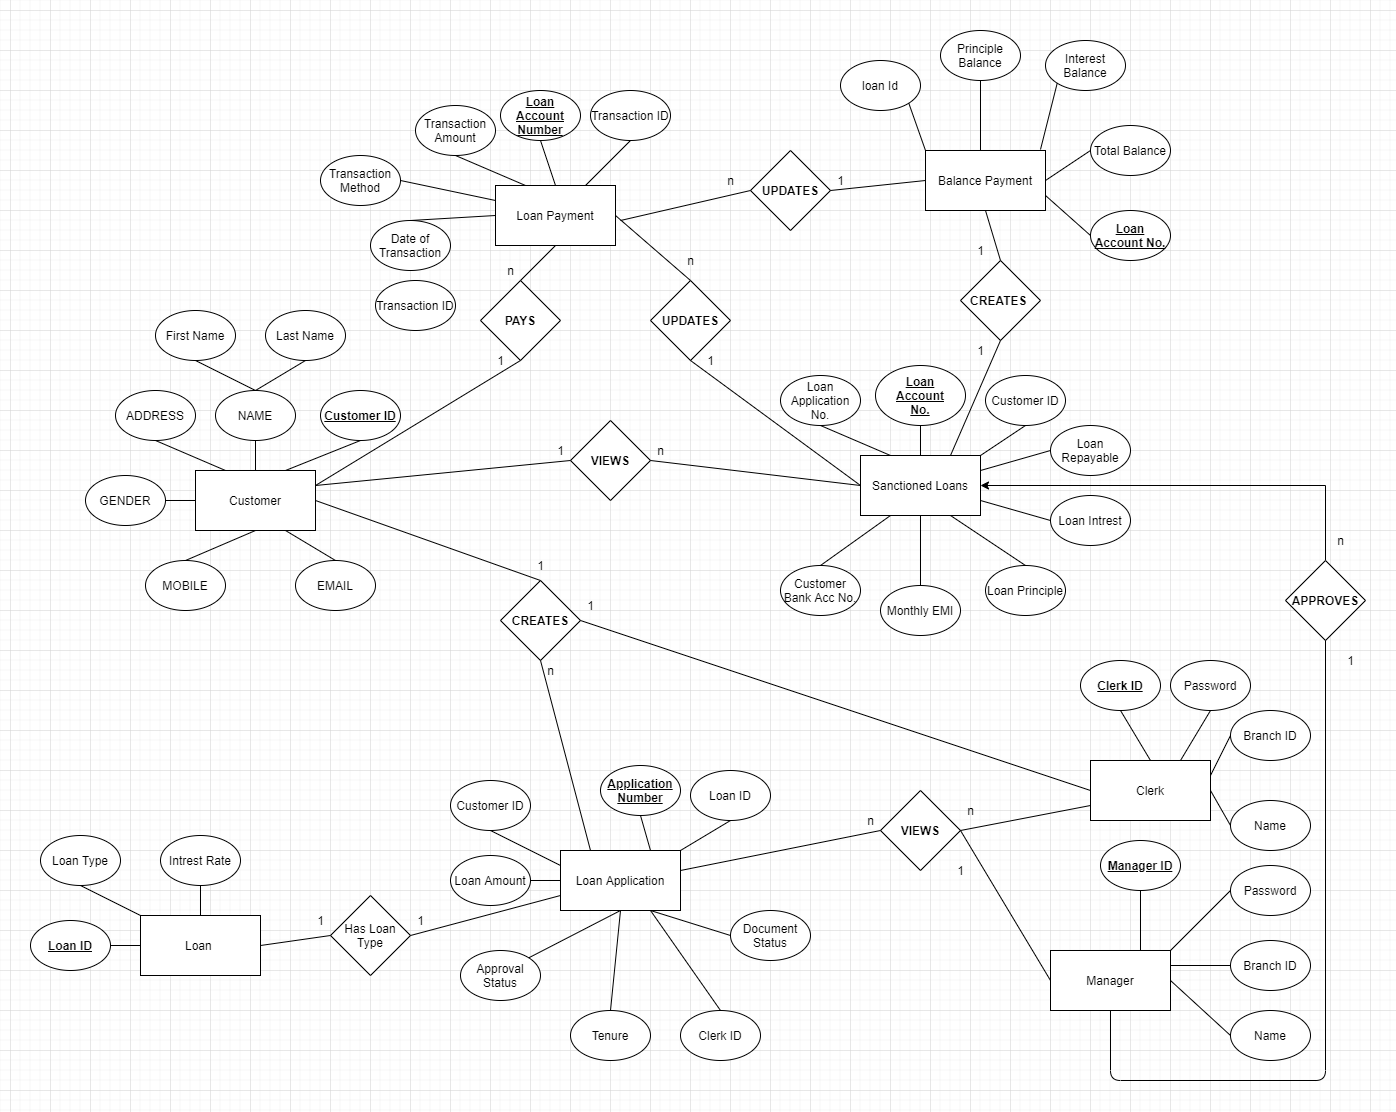 Principle
Balance
Interest
Balance
loan Id
Loan
Account
Number
Transaction
Amount
Transaction ID
Total Balance
Transaction
Method
UPDATES
n
1
Balance Payment
Loan Payment
Loan
Account No.
Date of
Transaction
1
n
n
CREATES
Transaction ID
PAYS
UPDATES
First Name
Last Name
1
1
1
Loan
Application
No.
Loan
Account
No.
Customer ID
ADDRESS
NAME
Customer ID
Loan
Repayable
1
VIEWS
n
Customer
GENDER
Sanctioned Loans
Loan Intrest
n
MOBILE
EMAIL
1
Customer
Bank Acc No.
Loan Principle
Monthly EMI
APPROVES
CREATES
1
n
1
Clerk ID
Password
Branch ID
Application
Number
Loan ID
Customer ID
Clerk
n
VIEWS
n
Name
Loan Type
Intrest Rate
1
Manager ID
Loan Amount
Loan Application
Password
1
Has Loan
Type
1
Document
Status
Loan ID
Loan
Approval
Status
Branch ID
Manager
Tenure
Clerk ID
Name